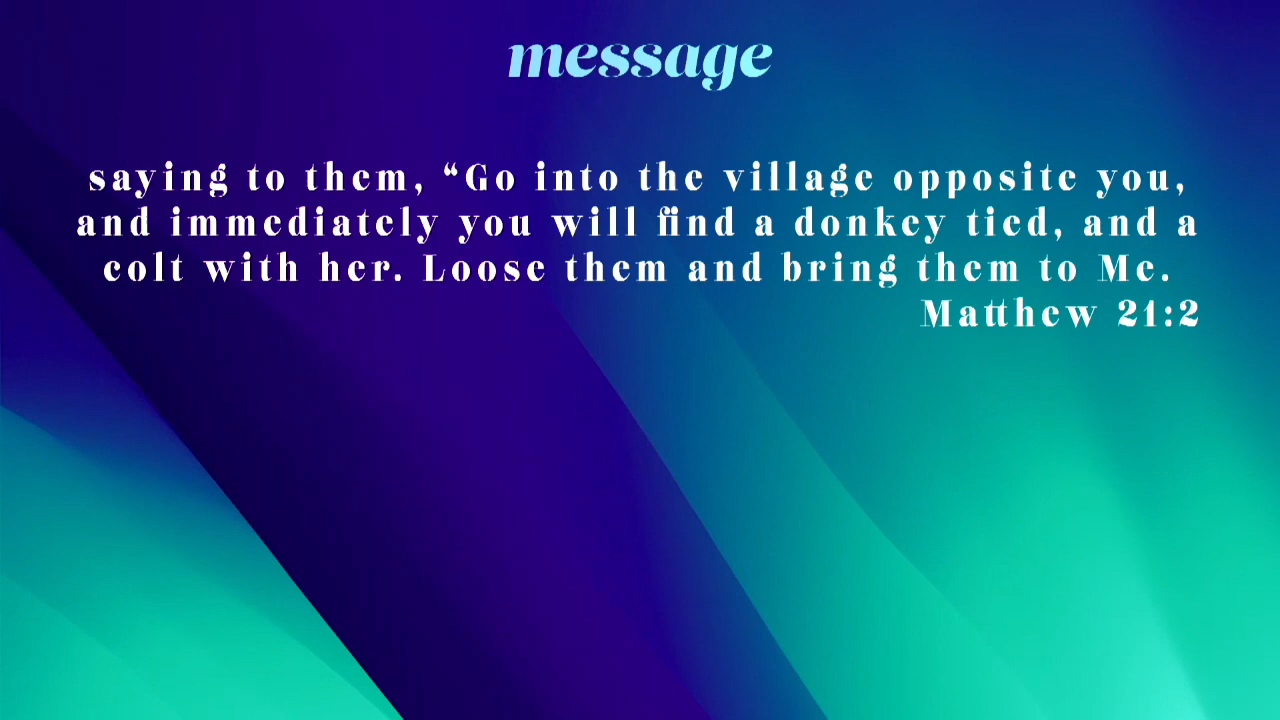 message
saying to them, “Go into the village opposite you,
and immediately you will find a donkey tied, and a
colt with her. Loose them and bring them to Me.
Matthew 21:2